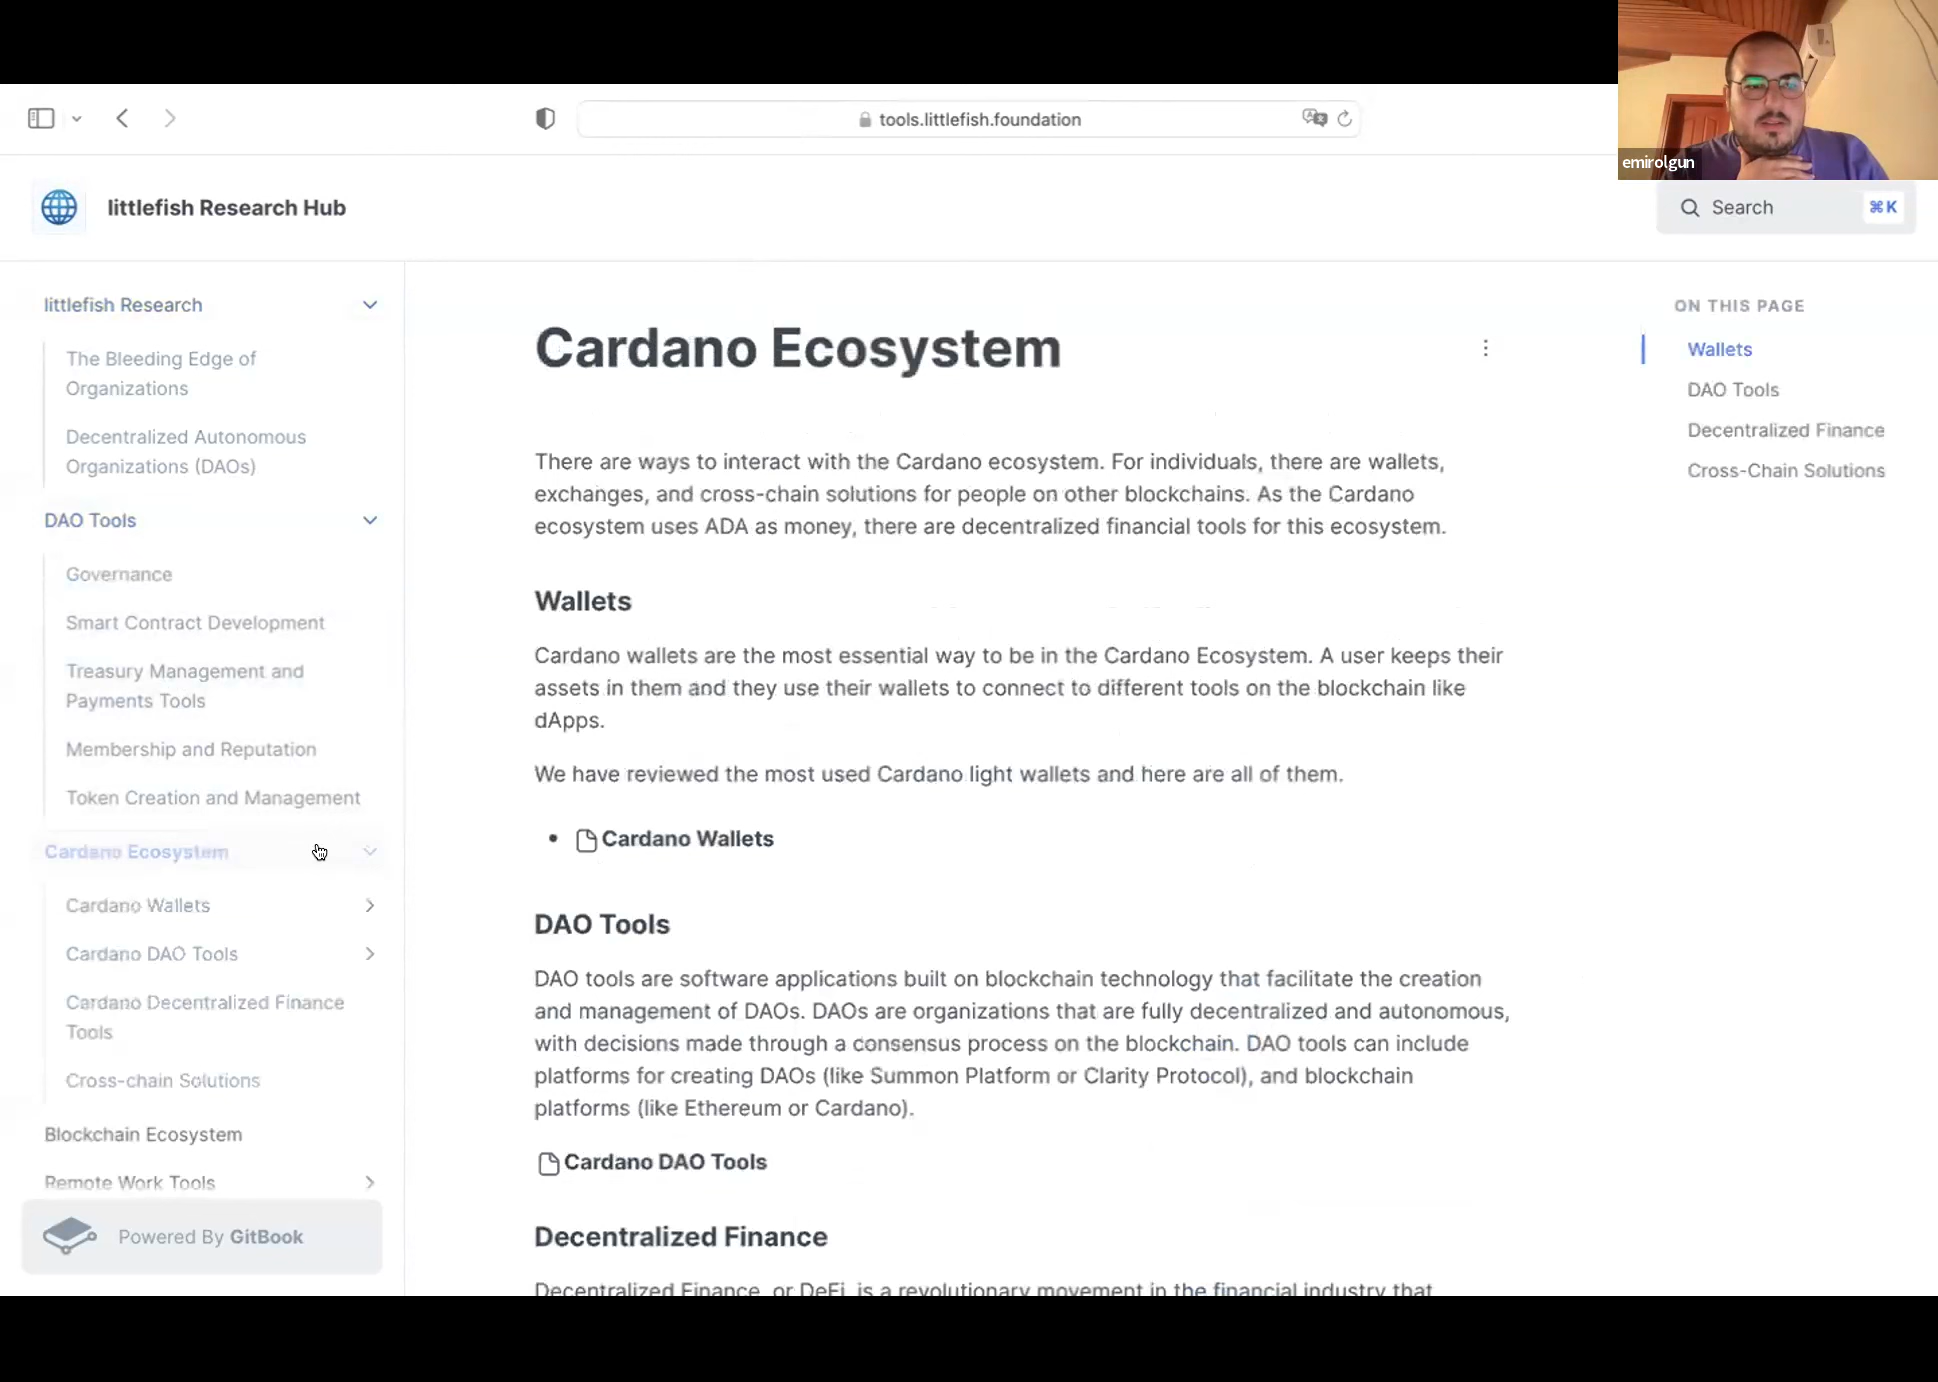 tools.littlefish.foundation
emirolgun
littlefish Research Hub
Search
⌘K
littlefish Research
The Bleeding Edge of
Organizations
Decentralized Autonomous
Organizations (DAOs)
DAO Tools
Governance
Smart Contract Development
Treasury Management and
Payments Tools
Membership and Reputation
Token Creation and Management
Cardano Ecosystem
Cardano Wallets
Cardano DAO Tools
Cardano Decentralized Finance
Tools
Cross-chain Solutions
Blockchain Ecosystem
Remote Work Tools
Powered By GitBook
Cardano Ecosystem
There are ways to interact with the Cardano ecosystem. For individuals, there are wallets,
exchanges, and cross-chain solutions for people on other blockchains. As the Cardano
ecosystem uses ADA as money, there are decentralized financial tools for this ecosystem.
Wallets
Cardano wallets are the most essential way to be in the Cardano Ecosystem. A user keeps their
assets in them and they use their wallets to connect to different tools on the blockchain like
dApps.
We have reviewed the most used Cardano light wallets and here are all of them.
• Cardano Wallets
DAO Tools
DAO tools are software applications built on blockchain technology that facilitate the creation
and management of DAOs. DAOs are organizations that are fully decentralized and autonomous,
with decisions made through a consensus process on the blockchain. DAO tools can include
platforms for creating DAOs (like Summon Platform or Clarity Protocol), and blockchain
platforms (like Ethereum or Cardano).
Cardano DAO Tools
Decentralized Finance
Decentralized Finance, or DeFi, is a revolutionary movement in the financial industry that
ON THIS PAGE
Wallets
DAO Tools
Decentralized Finance
Cross-Chain Solutions